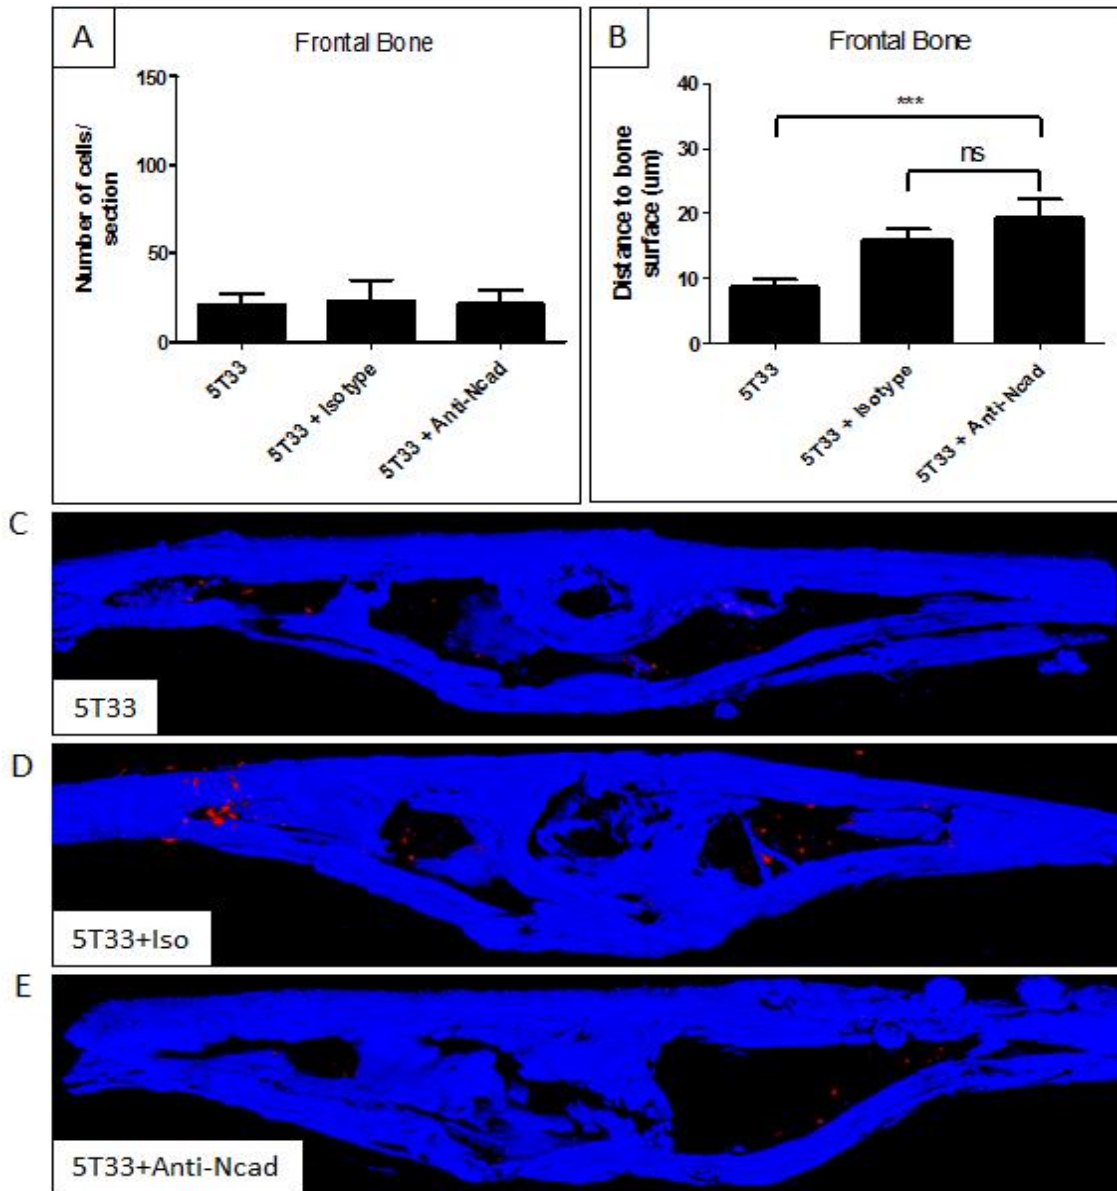 A
Frontal Bone
Number of cells/
section
150
100
50
0
5T33
5T33 + Isotype
5T33 + Anti-Ncad
B
Frontal Bone
Distance to bone
surface (um)
40
30
20
10
0
***
ns
5T33
5T33 + Isotype
5T33 + Anti-Ncad
C
5T33
D
5T33+Iso
E
5T33+Anti-Ncad